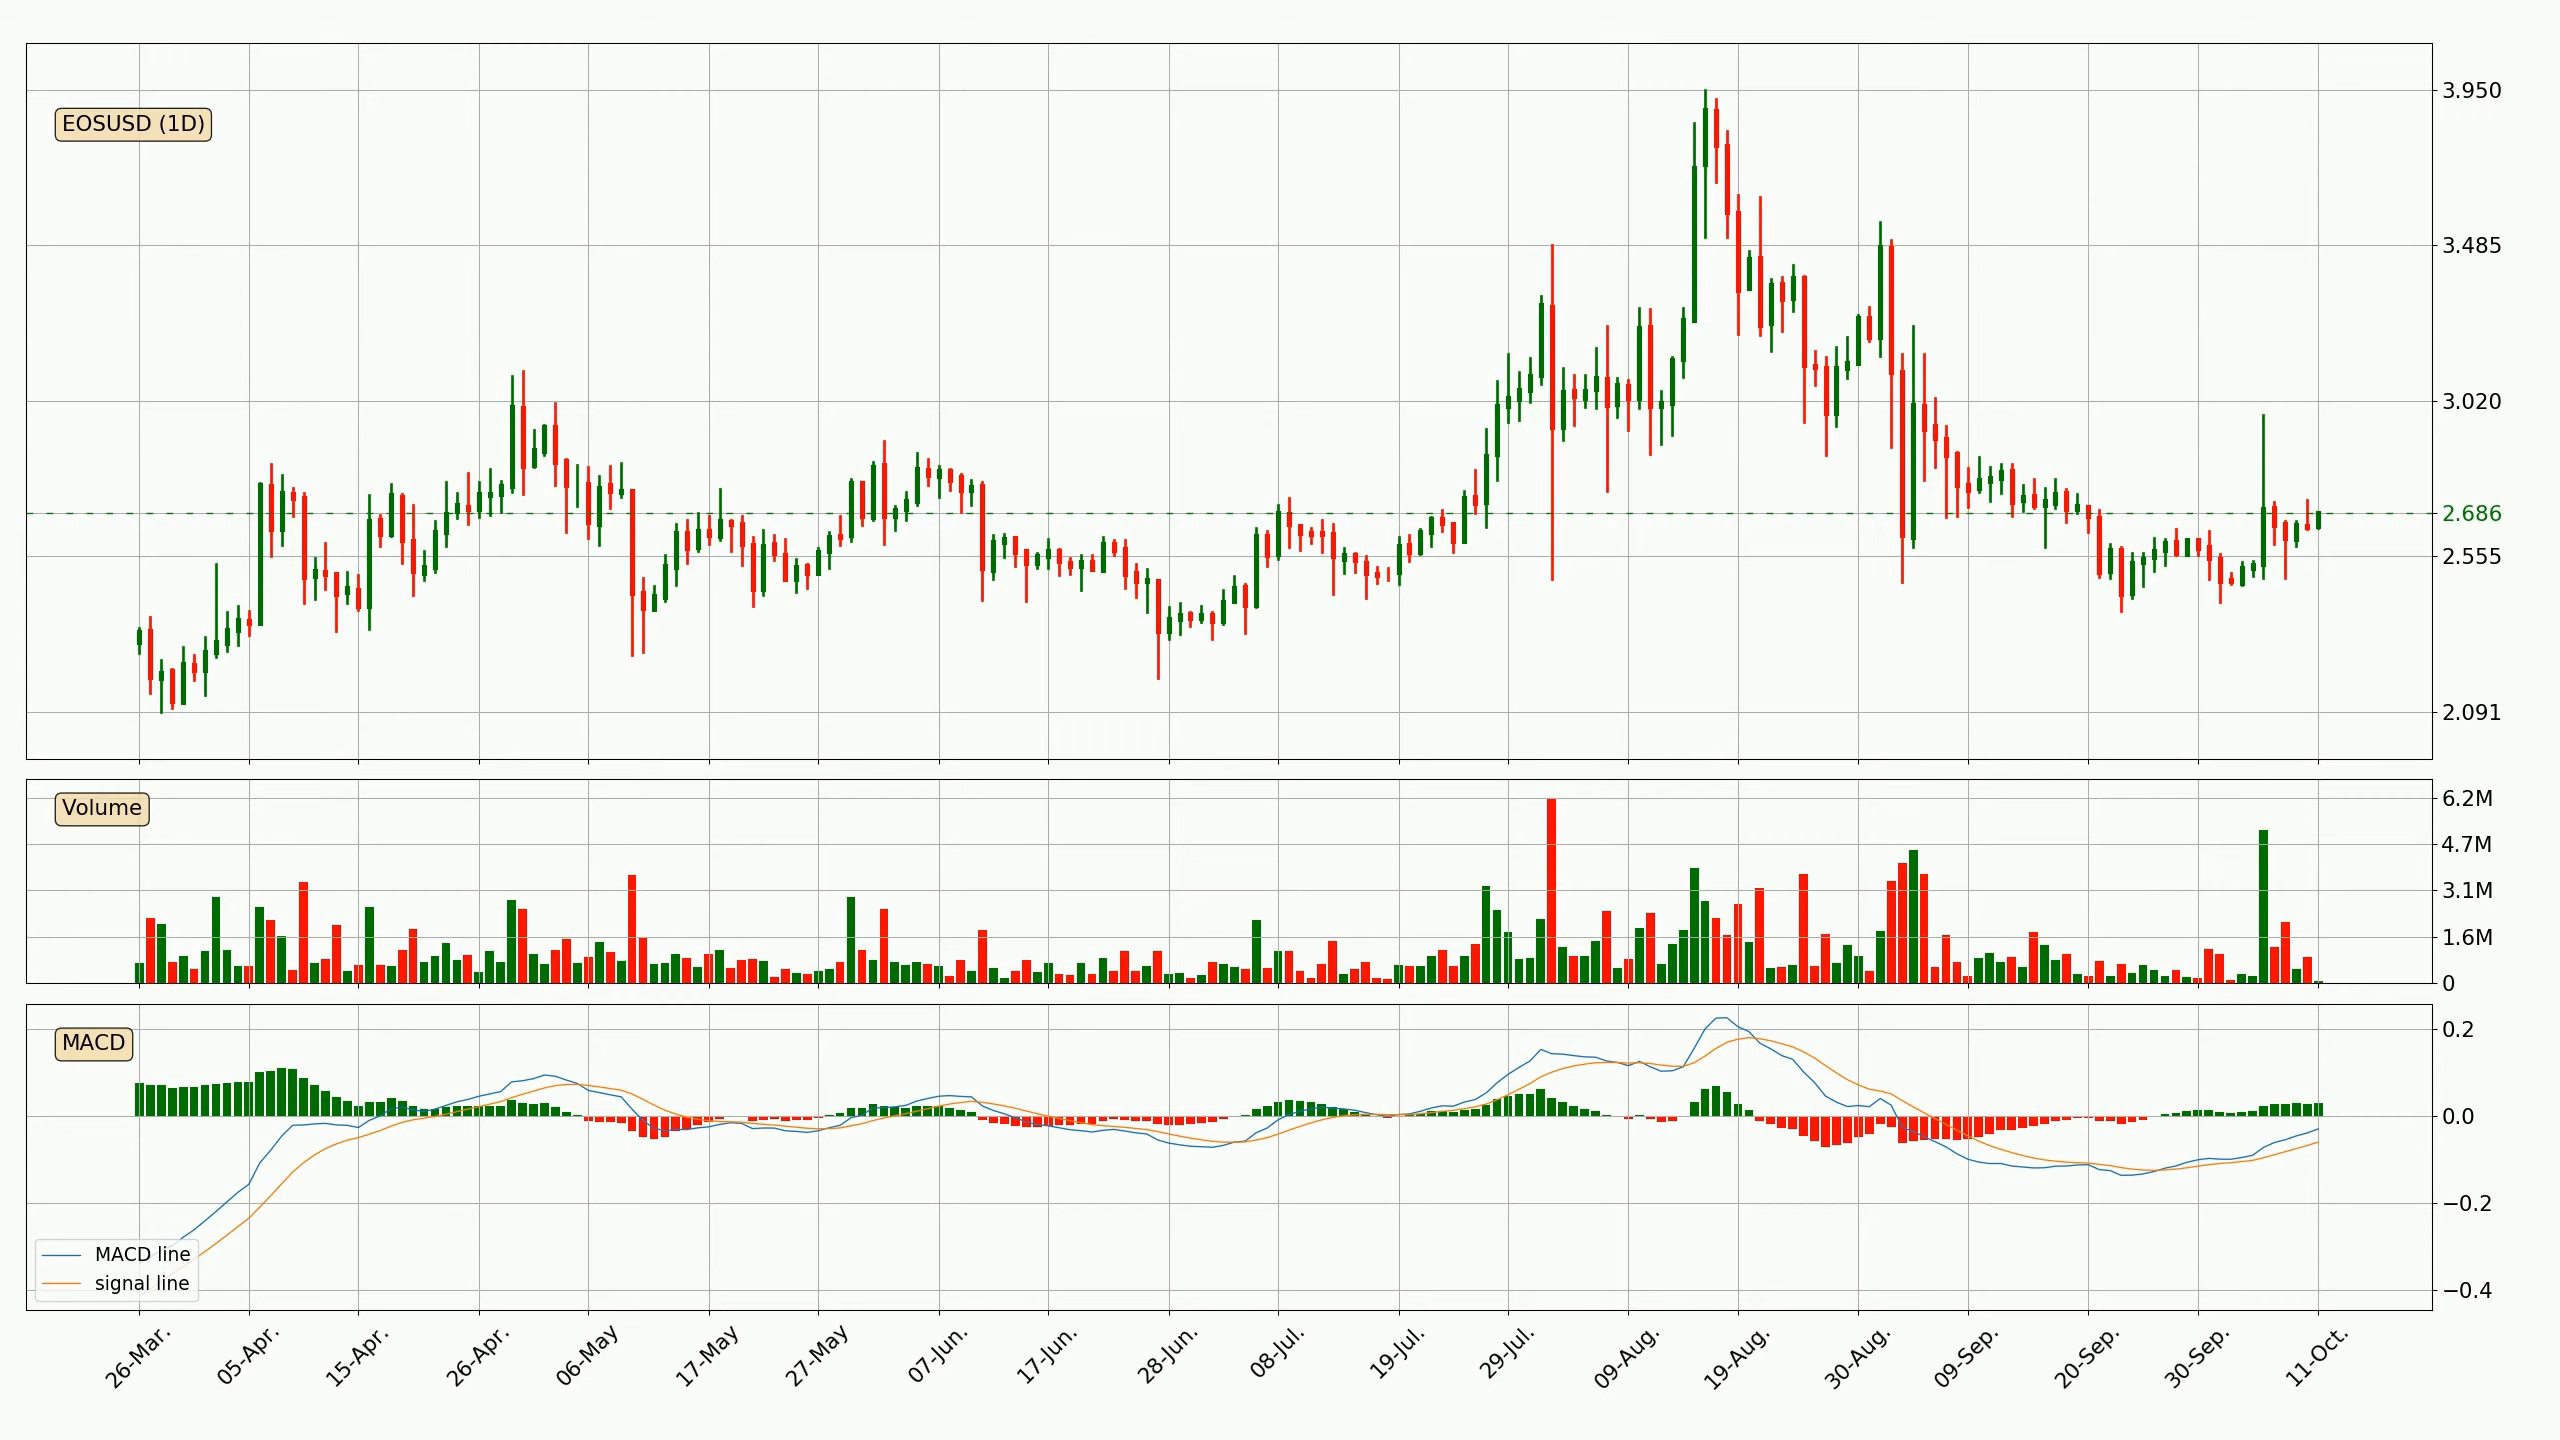 EOSUSD (1D)
3.950
3.485
3.020
2.686
2.555
2.091
Volume
6.2M
4.7M
3.1M
1.6M
0
MACD
0.2
0.0
−0.2
−0.4
MACD line
signal line
26-Mar.
05-Apr.
15-Apr.
26-Apr.
06-May
17-May
27-May
07-Jun.
17-Jun.
28-Jun.
08-Jul.
19-Jul.
29-Jul.
09-Aug.
19-Aug.
30-Aug.
09-Sep.
20-Sep.
30-Sep.
11-Oct.